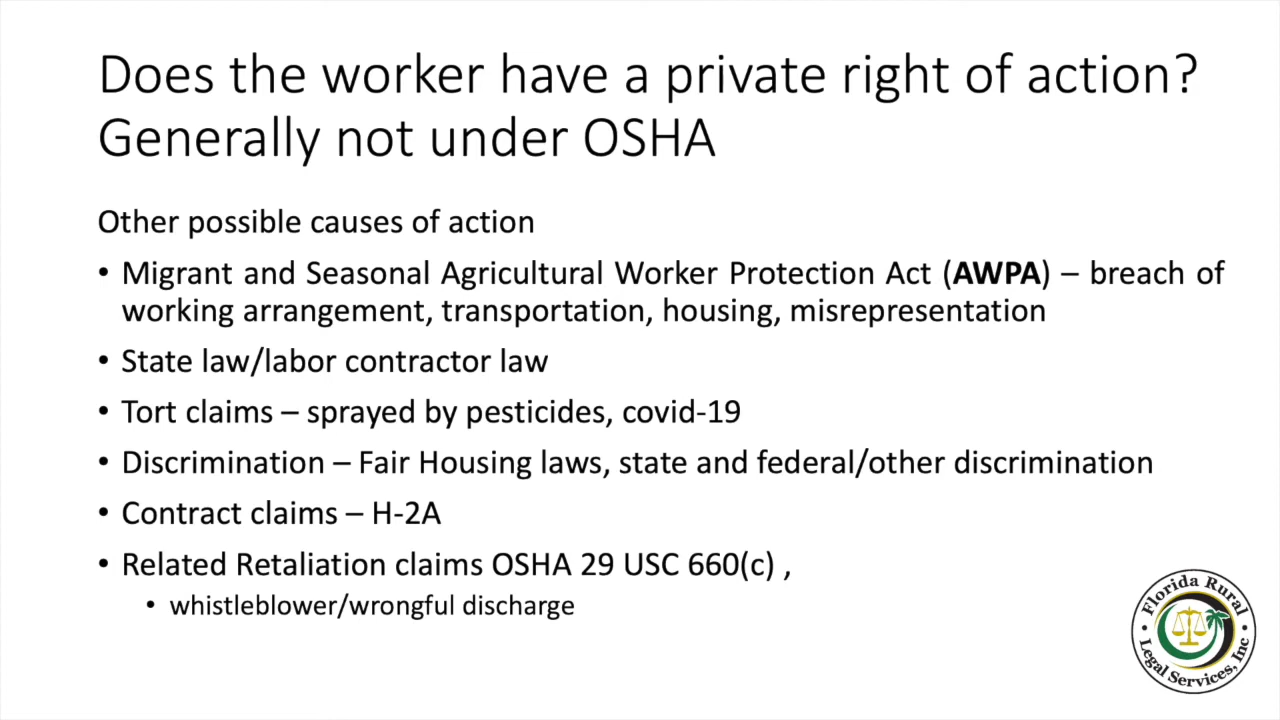 Does the worker have a private right of action?
Generally not under OSHA
Other possible causes of action
• Migrant and Seasonal Agricultural Worker Protection Act (AWPA) – breach of
working arrangement, transportation, housing, misrepresentation
• State law/labor contractor law
• Tort claims – sprayed by pesticides, covid-19
• Discrimination – Fair Housing laws, state and federal/other discrimination
• Contract claims – H-2A
• Related Retaliation claims OSHA 29 USC 660(c) ,
• whistleblower/wrongful discharge
Florida Rural
Legal Services, Inc